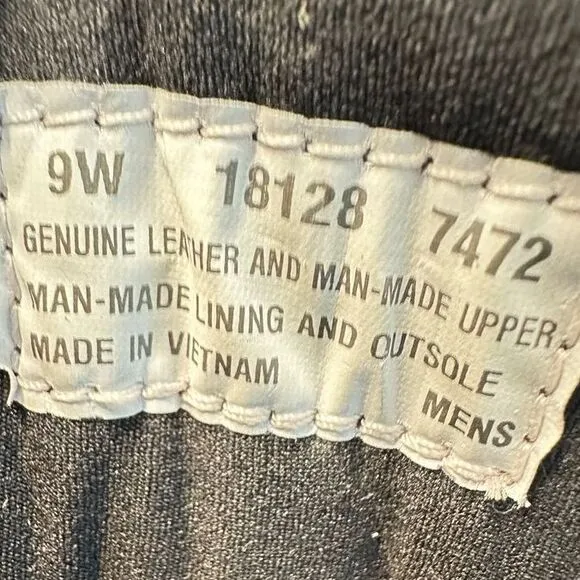 9W 18128 7472
GENUINE LEATHER AND MAN-MADE UPPER
MAN-MADE LINING AND OUTSOLE
MADE IN VIETNAM MENS